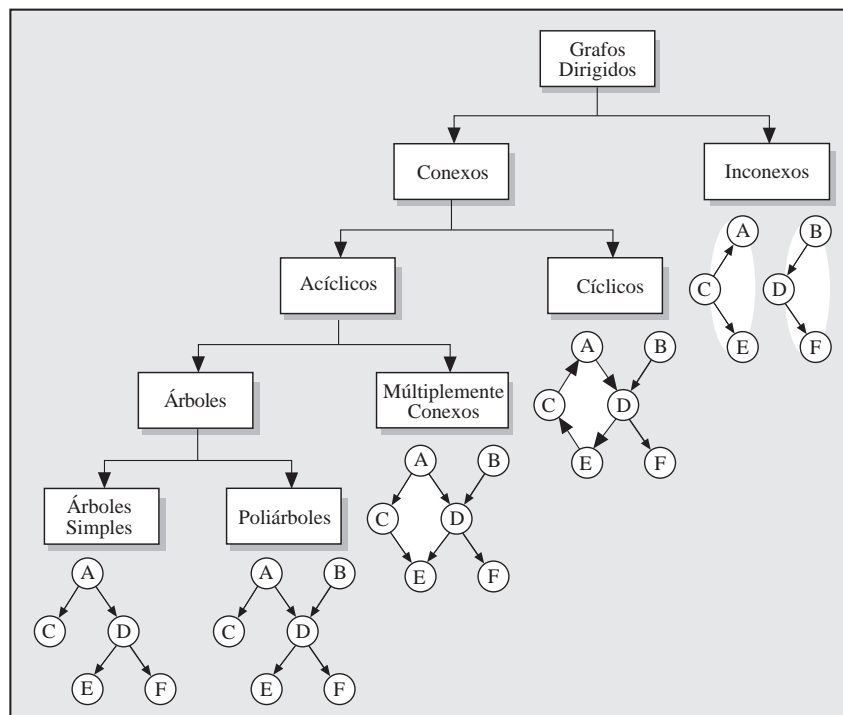 Grafos
Dirigidos
Conexos
Inconexos
A
B
C
D
E
F
Acíclicos
Cíclicos
A
B
C
D
E
F
Árboles
Múltiplemente
Conexos
A
B
C
D
E
F
Árboles
Simples
Poliárboles
A
C
D
E
F
A
B
C
D
E
F